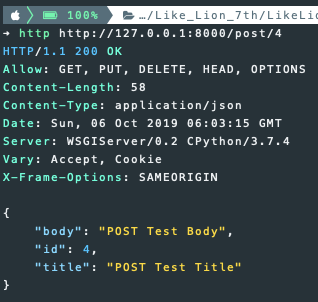 100% …/Like_Lion_7th/LikeLio
→ http http://127.0.0.1:8000/post/4
HTTP/1.1 200 OK
Allow: GET, PUT, DELETE, HEAD, OPTIONS
Content-Length: 58
Content-Type: application/json
Date: Sun, 06 Oct 2019 06:03:15 GMT
Server: WSGIServer/0.2 CPython/3.7.4
Vary: Accept, Cookie
X-Frame-Options: SAMEORIGIN
{
"body": "POST Test Body",
"id": 4,
"title": "POST Test Title"
}